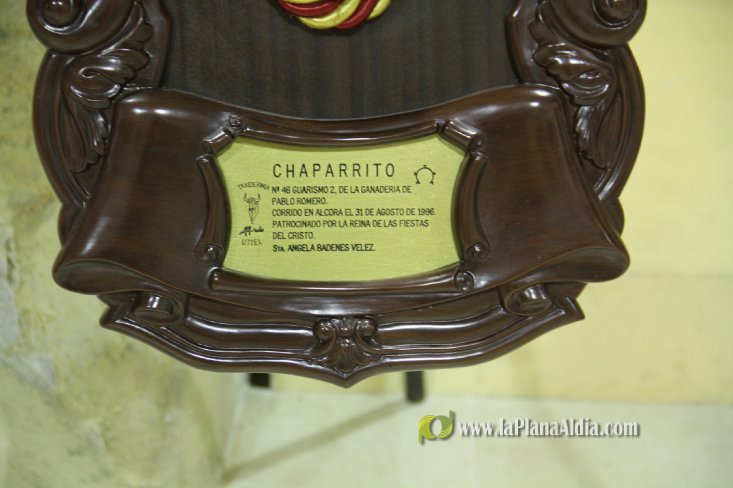 CHAPARRITO
Nº 46 GUARISMO 2, DE LA GANADERIA DE
PABLO ROMERO.
CORRIDO EN ALCORA EL 31 DE AGOSTO DE 1996
PATROCINADO POR LA REINA DE LAS FIESTAS
DEL CRISTO.
Sta. ANGELA BADENES VELEZ.
TAXIDERMIA
UTIEL
www.laPlanaAldia.com